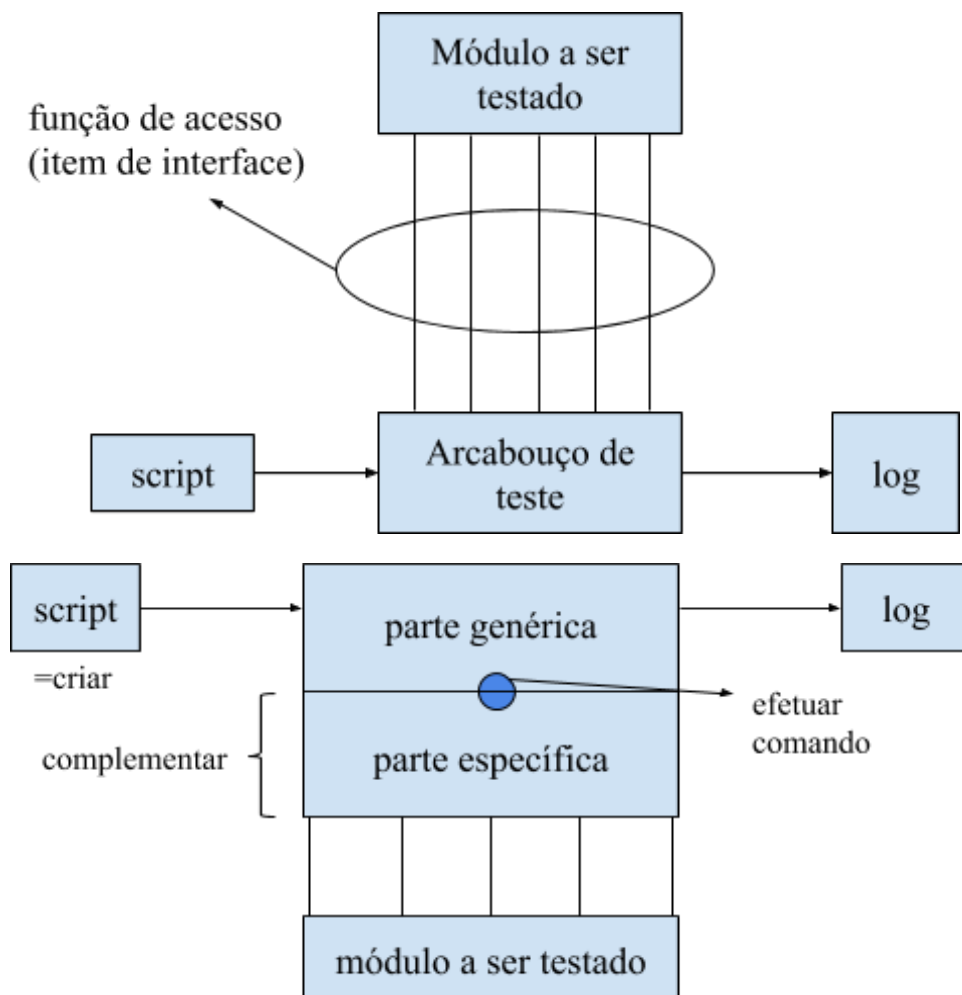 Módulo a ser
testado
função de acesso
(item de interface)
script
Arcabouço de
teste
log
script
=criar
parte genérica
log
complementar
parte específica
efetuar
comando
módulo a ser testado